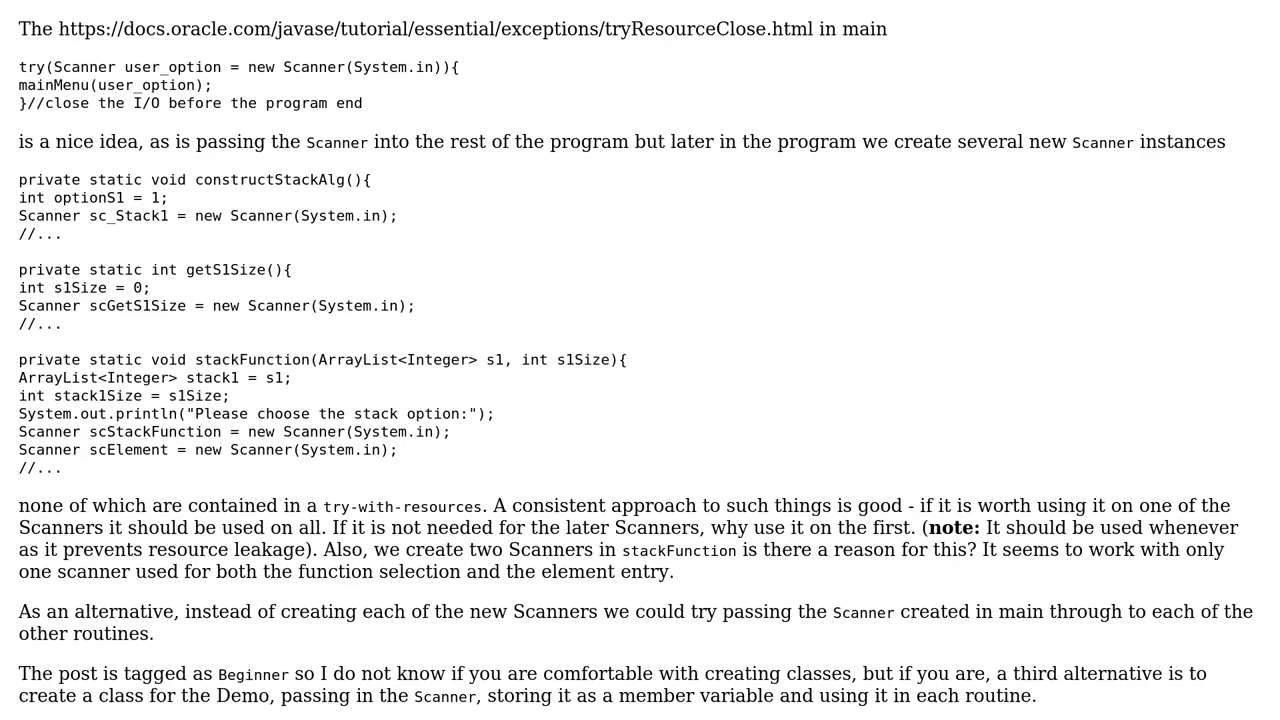 The https://docs.oracle.com/javase/tutorial/essential/exceptions/tryResourceClose.html in main
try(Scanner user_option = new Scanner(System.in)){
mainMenu(user_option);
}//close the I/O before the program end
is a nice idea, as is passing the Scanner into the rest of the program but later in the program we create several new Scanner instances
private static void constructStackAlg(){
int optionS1 = 1;
Scanner sc_Stack1 = new Scanner(System.in);
//...
private static int getS1Size(){
int s1Size = 0;
Scanner scGetS1Size = new Scanner(System.in);
//...
private static void stackFunction(ArrayList<Integer> s1, int s1Size){
ArrayList<Integer> stack1 = s1;
int stack1Size = s1Size;
System.out.println("Please choose the stack option:");
Scanner scStackFunction = new Scanner(System.in);
Scanner scElement = new Scanner(System.in);
//...
none of which are contained in a try-with-resources. A consistent approach to such things is good - if it is worth using it on one of the
Scanners it should be used on all. If it is not needed for the later Scanners, why use it on the first. (note: It should be used whenever
as it prevents resource leakage). Also, we create two Scanners in stackFunction is there a reason for this? It seems to work with only
one scanner used for both the function selection and the element entry.
As an alternative, instead of creating each of the new Scanners we could try passing the Scanner created in main through to each of the
other routines.
The post is tagged as Beginner so I do not know if you are comfortable with creating classes, but if you are, a third alternative is to
create a class for the Demo, passing in the Scanner, storing it as a member variable and using it in each routine.